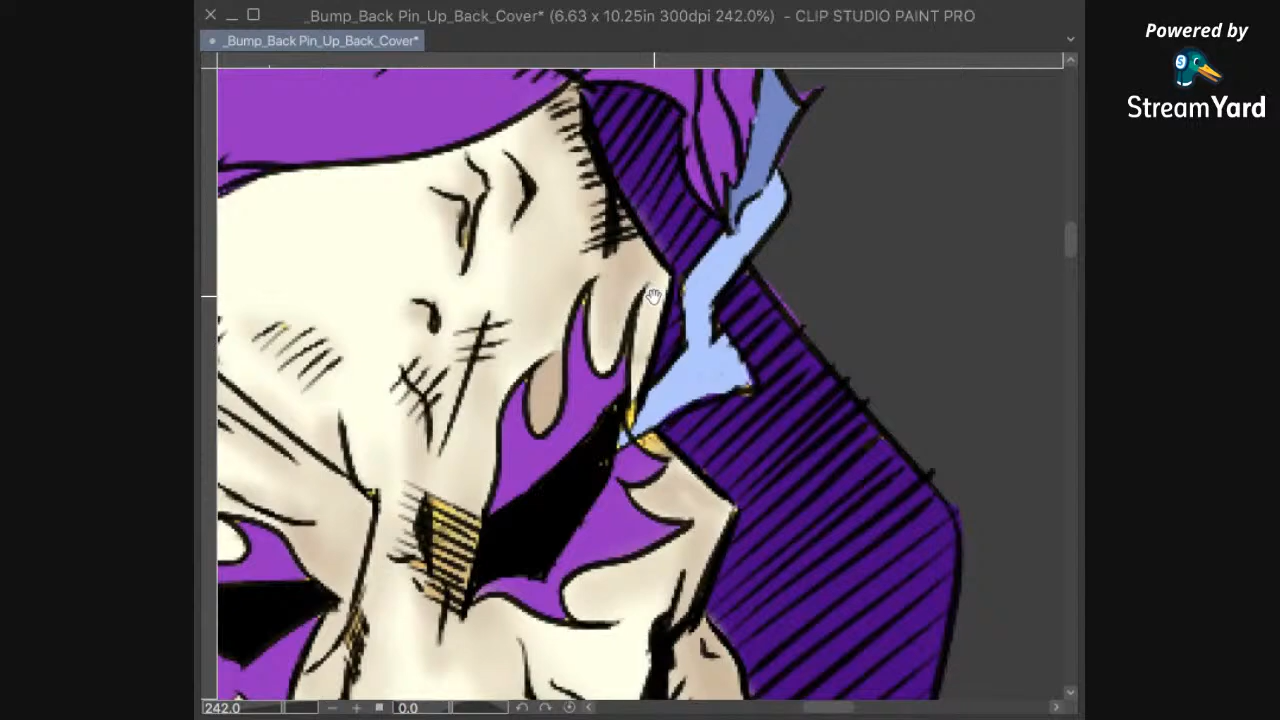 _Bump_Back Pin_Up_Back_Cover* (6.63 x 10.25in 300dpi 242.0%) - CLIP STUDIO PAINT PRO
_Bump_Back Pin_Up_Back_Cover*
Powered by
StreamYard
242.0
0.0